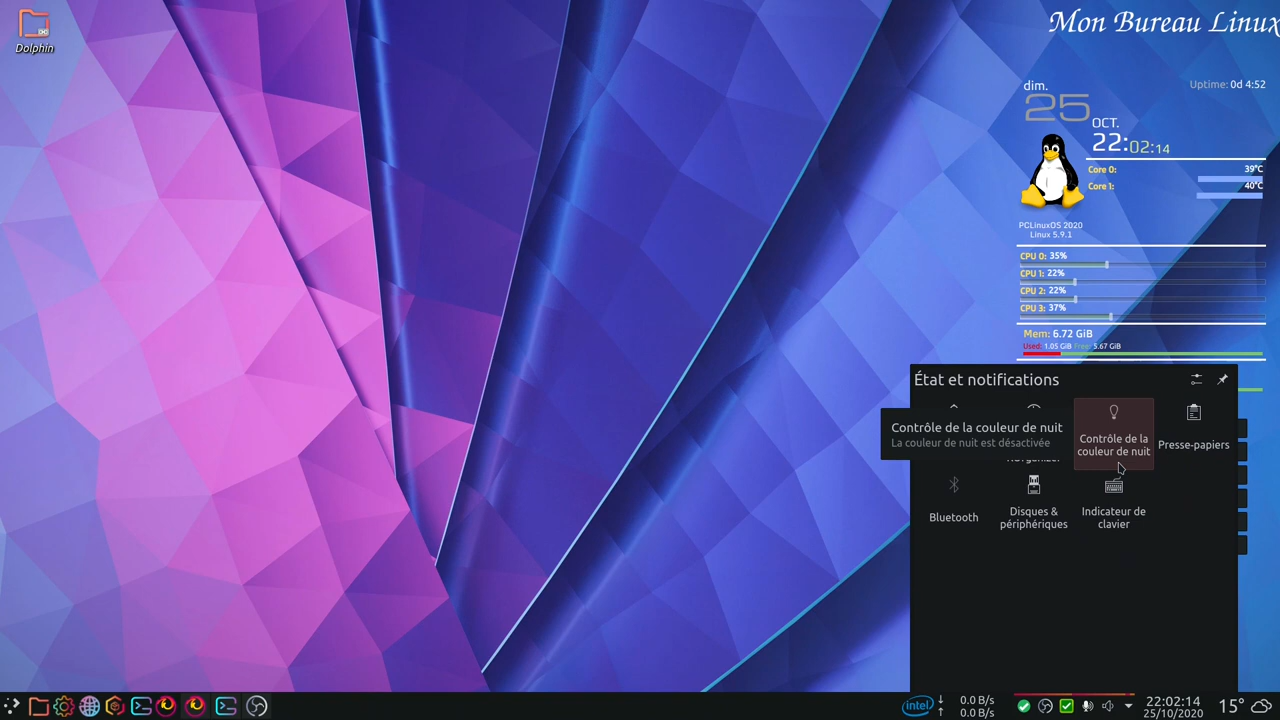 Dolphin
Mon Bureau Linux
dim.
Uptime: 0d 4:52
25
OCT.
22:02:14
Core 0: 39°C
Core 1: 40°C
PCLinuxOS 2020
Linux 5.9.1
CPU 0: 35%
CPU 1: 22%
CPU 2: 22%
CPU 3: 37%
Mem: 6.72 GiB
Used: 1.05 GiB Free: 5.67 GiB
État et notifications
Contrôle de la couleur de nuit
La couleur de nuit est désactivée
Contrôle de la
couleur de nuit
Presse-papiers
Bluetooth
Disques &
périphériques
Indicateur de
clavier
intel
0.0 B/s
0.0 B/s
22:02:14
25/10/2020
15°